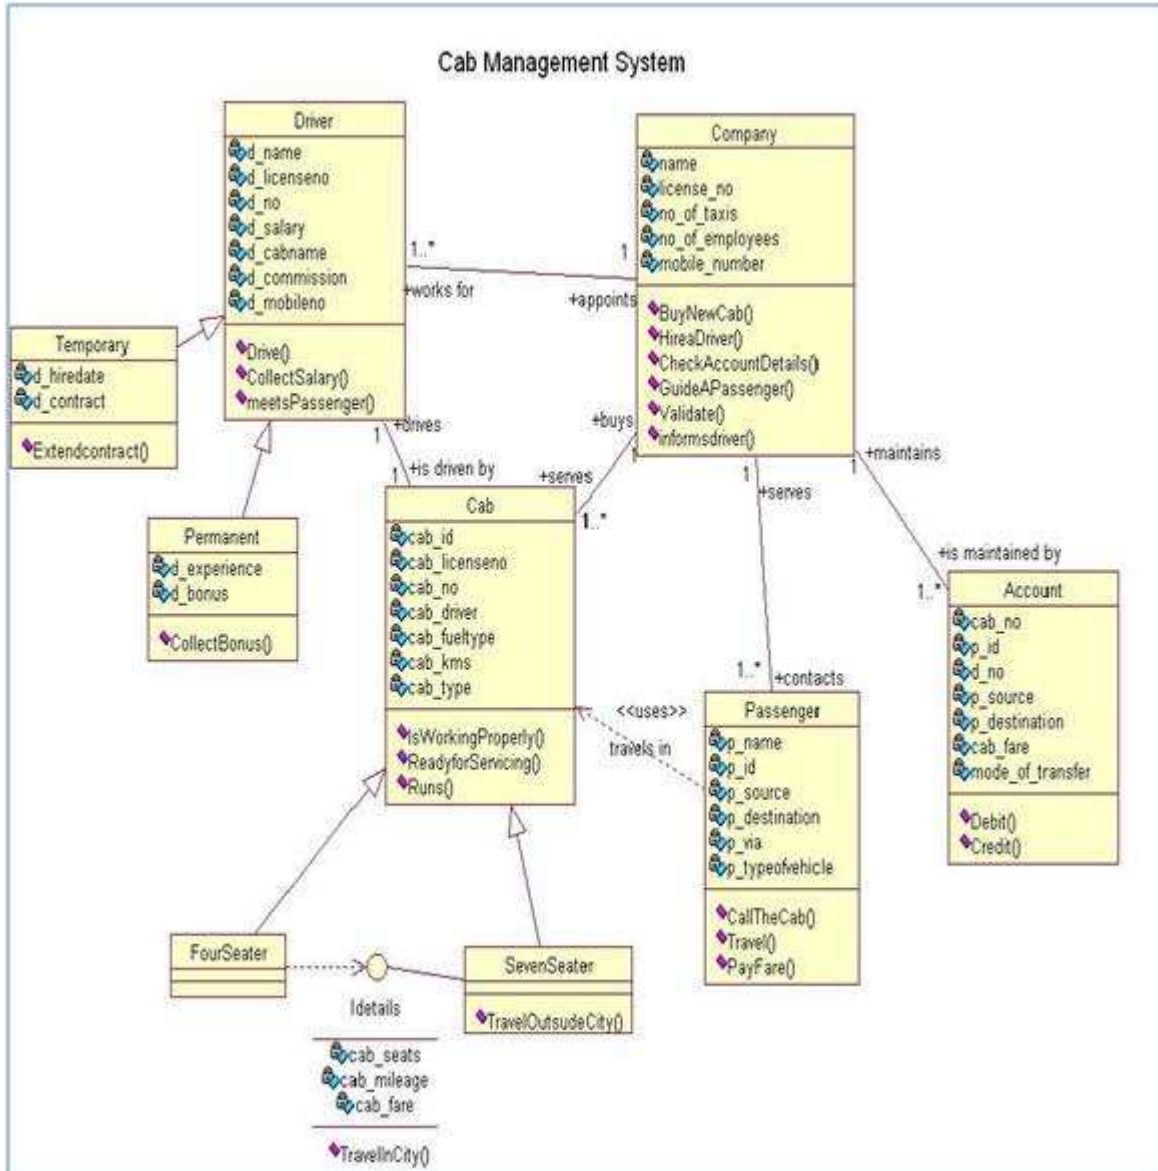 Cab Management System
Driver
d_name
d_licenseno
d_no
d_salary
d_cabname
d_commission
d_mobileno
Drive()
CollectSalary()
meetsPassenger()
Company
name
license_no
no_of_taxis
no_of_employees
mobile_number
BuyNewCab()
HireaDriver()
CheckAccountDetails()
GuideAPassenger()
Validate()
informsdriver()
1..*
+works for
1
+appoints
Temporary
d_hiredate
d_contract
Extendcontract()
Permanent
d_experience
d_bonus
CollectBonus()
1
+drives
1
+is driven by
+buys
1
+serves
1..*
1
+serves
1..*
+contacts
1
+maintains
+is maintained by
1..*
Cab
cab_id
cab_licenseno
cab_no
cab_driver
cab_fueltype
cab_kms
cab_type
IsWorkingProperly()
ReadyforServicing()
Runs()
Account
cab_no
p_id
d_no
p_source
p_destination
cab_fare
mode_of_transfer
Debit()
Credit()
<<uses>>
travels in
Passenger
p_name
p_id
p_source
p_destination
p_via
p_typeofvehicle
CallTheCab()
Travel()
PayFare()
FourSeater
SevenSeater
TravelOutsudeCity()
Idetails
cab_seats
cab_mileage
cab_fare
TravelInCity()